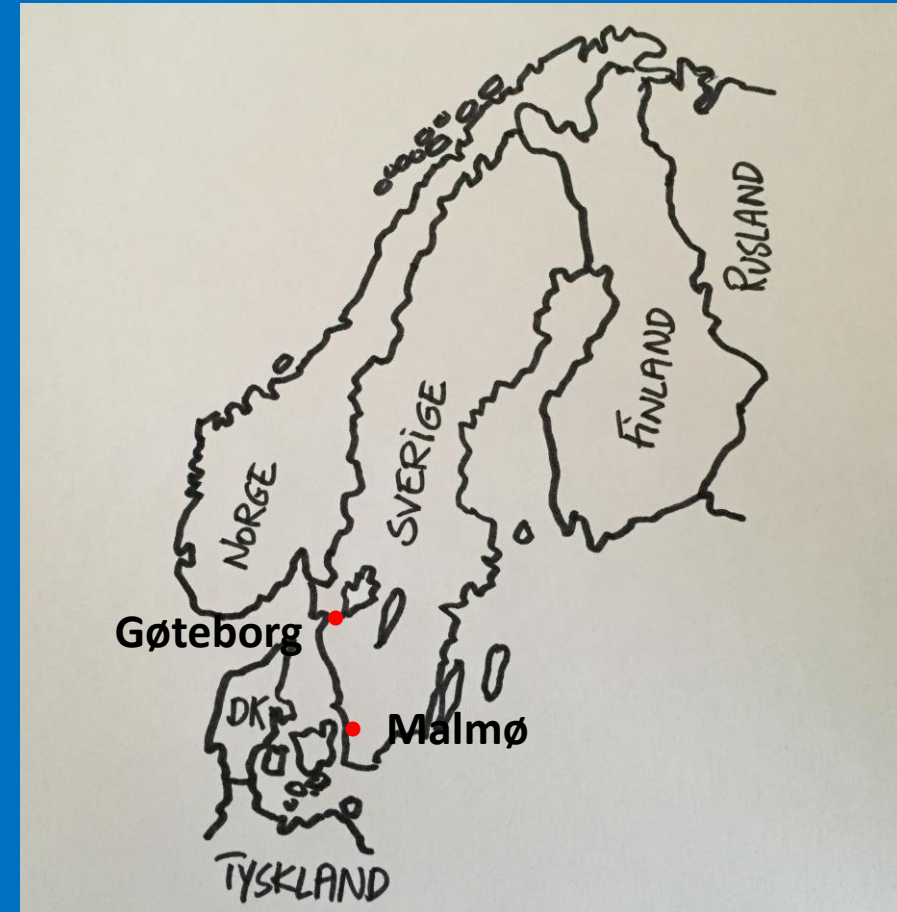 RUSLAND
FINLAND
SVERIGE
NORGE
Gøteborg
DK
Malmø
TYSKLAND